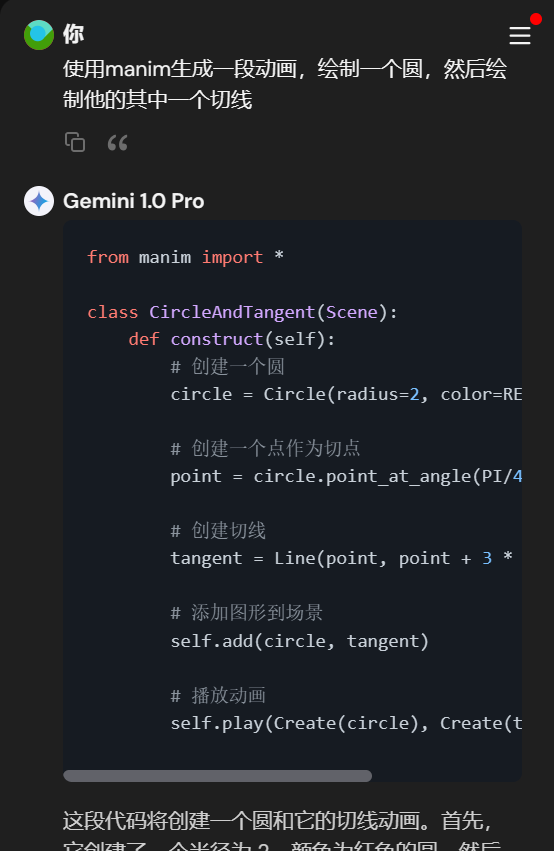 你
使用manim生成一段动画，绘制一个圆，然后绘
制他的其中一个切线
Gemini 1.0 Pro
from manim import *
class CircleAndTangent(Scene):
def construct(self):
# 创建一个圆
circle = Circle(radius=2, color=RE
# 创建一个点作为切点
point = circle.point_at_angle(PI/4
# 创建切线
tangent = Line(point, point + 3 *
# 添加图形到场景
self.add(circle, tangent)
# 播放动画
self.play(Create(circle), Create(t
这段代码将创建一个圆和它的切线动画。首先，
它创建了一个半径为 2、颜色为红色的圆。然后